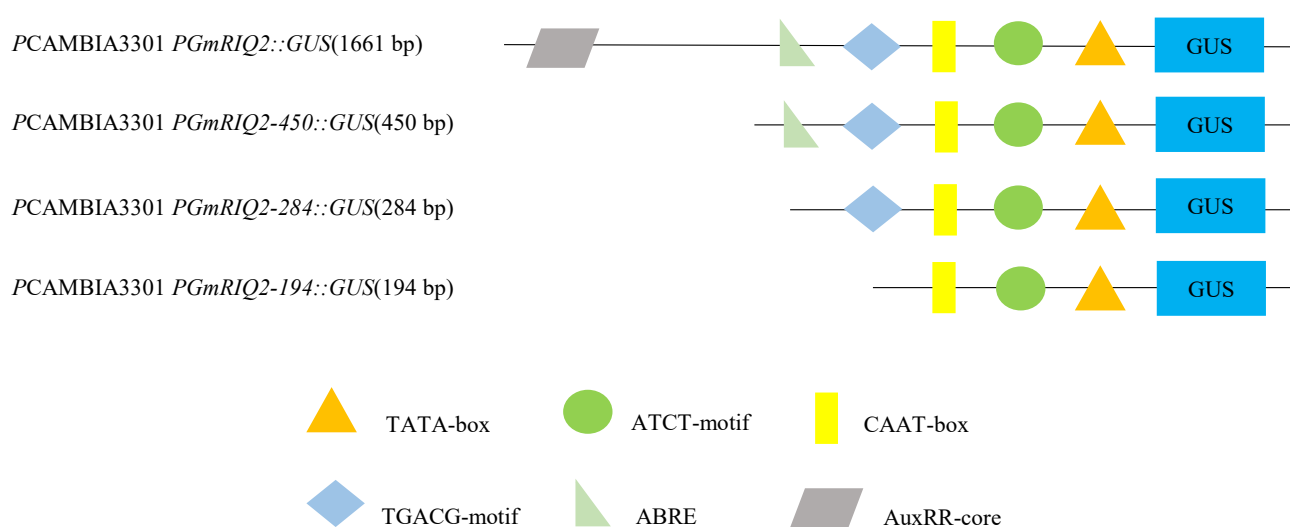 PCAMBIA3301 PGmRIQ2::GUS(1661 bp)
GUS
PCAMBIA3301 PGmRIQ2-450::GUS(450 bp)
GUS
PCAMBIA3301 PGmRIQ2-284::GUS(284 bp)
GUS
PCAMBIA3301 PGmRIQ2-194::GUS(194 bp)
GUS
TATA-box
ATCT-motif
CAAT-box
TGACG-motif
ABRE
AuxRR-core